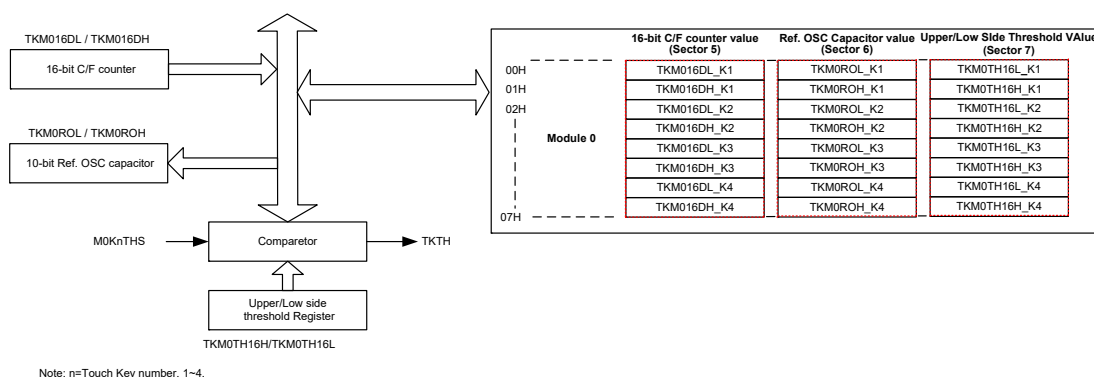 TKM016DL / TKM016DH
16-bit C/F counter
TKM0ROL / TKM0ROH
10-bit Ref. OSC capacitor
M0KnTHS
Comparetor
TKTH
Upper/Low side
threshold Register
TKM0TH16H/TKM0TH16L
16-bit C/F counter value
(Sector 5)
Ref. OSC Capacitor value
(Sector 6)
Upper/Low SIde Threshold VAlue
(Sector 7)
00H
01H
02H
07H
Module 0
TKM016DL_K1 TKM0ROL_K1 TKM0TH16L_K1
TKM016DH_K1 TKM0ROH_K1 TKM0TH16H_K1
TKM016DL_K2 TKM0ROL_K2 TKM0TH16L_K2
TKM016DH_K2 TKM0ROH_K2 TKM0TH16H_K2
TKM016DL_K3 TKM0ROL_K3 TKM0TH16L_K3
TKM016DH_K3 TKM0ROH_K3 TKM0TH16H_K3
TKM016DL_K4 TKM0ROL_K4 TKM0TH16L_K4
TKM016DH_K4 TKM0ROH_K4 TKM0TH16H_K4
Note: n=Touch Key number, 1~4.